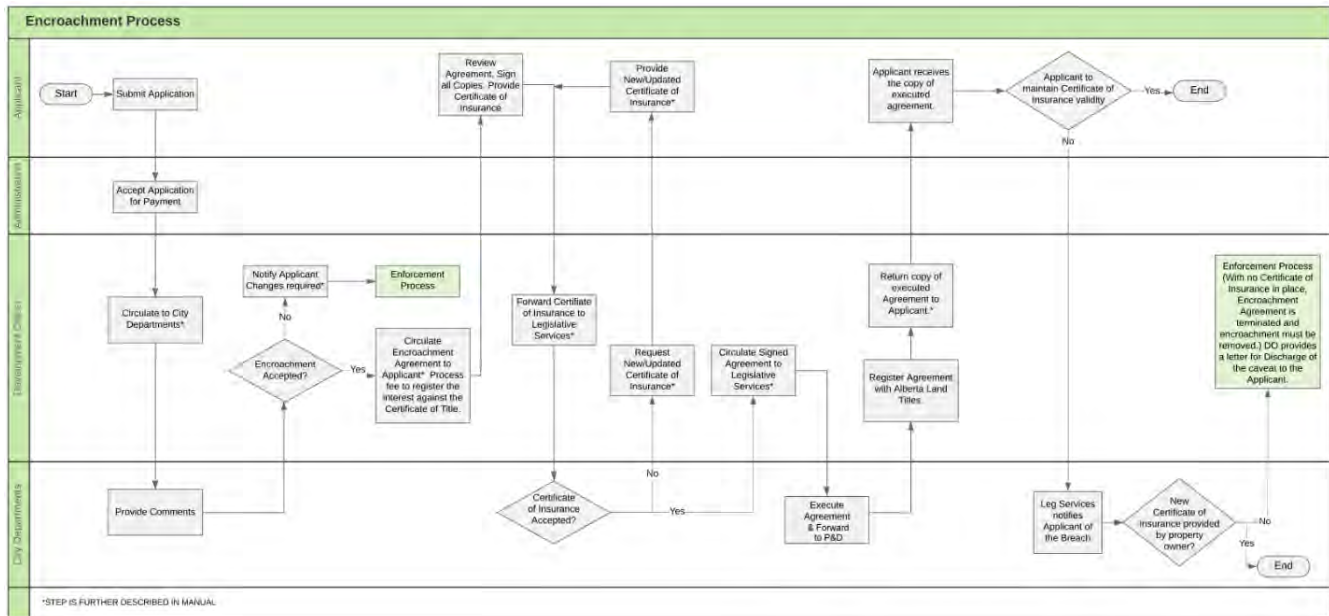 Encroachment Process
Applicant
Start
Submit Application
Review
Agreement, Sign
all Copies. Provide
Certificate of
Insurance
Provide
New/Updated
Certificate of
Insurance*
Applicant receives
the copy of
executed
agreement.
Applicant to
maintain Certificate of
Insurance validity
Yes
End
No
Administration
Accept Application
for Payment
Development Officer
Circulate to City
Departments*
Notify Applicant
Changes required*
Enforcement
Process
No
Encroachment
Accepted?
Yes
Circulate
Encroachment
Agreement to
Applicant* Process
fee to register the
interest against the
Certificate of Title.
Forward Certifiate
of Insurance to
Legislative
Services*
Request
New/Updated
Certificate of
Insurance*
Circulate Signed
Agreement to
Legislative
Services*
Return copy of
executed
Agreement to
Applicant.*
Register Agreement
with Alberta Land
Titles.
Enforcement Process
(With no Certificate of
Insurance in place,
Encroachment
Agreement is
terminated and
encroachment must be
removed.) DO provides
a letter for Discharge of
the caveat to the
Applicant.
City Departments
Provide Comments
Certificate
of Insurance
Accepted?
No
Yes
Execute
Agreement
& Forward
to P&D
Leg Services
notifies
Applicant of
the Breach
New
Certificate of
Insurance provided
by property
owner?
No
Yes
End
*STEP IS FURTHER DESCRIBED IN MANUAL